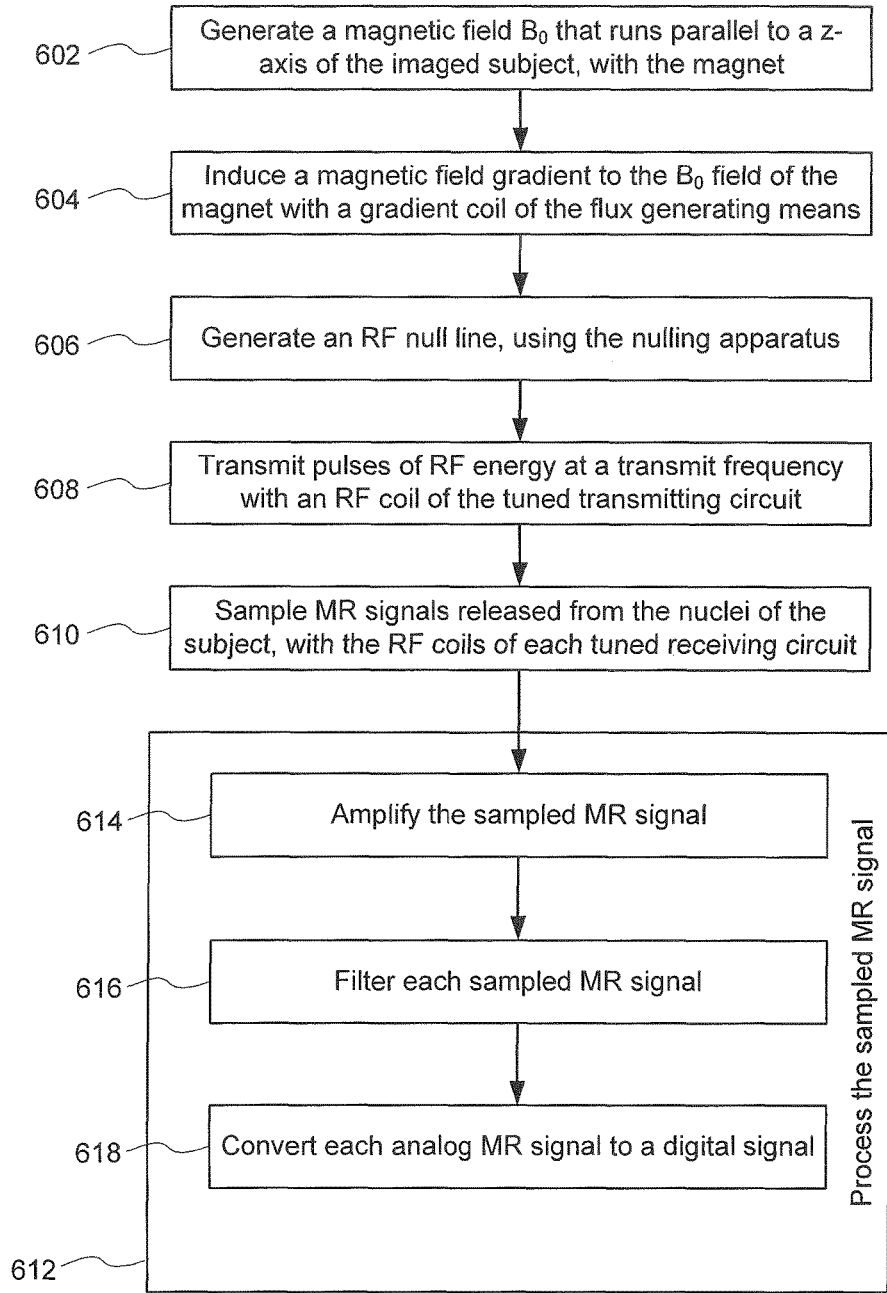 602
Generate a magnetic field B₀ that runs parallel to a z-
axis of the imaged subject, with the magnet
604
Induce a magnetic field gradient to the B₀ field of the
magnet with a gradient coil of the flux generating means
606
Generate an RF null line, using the nulling apparatus
608
Transmit pulses of RF energy at a transmit frequency
with an RF coil of the tuned transmitting circuit
610
Sample MR signals released from the nuclei of the
subject, with the RF coils of each tuned receiving circuit
614
Amplify the sampled MR signal
616
Filter each sampled MR signal
618
Convert each analog MR signal to a digital signal
Process the sampled MR signal
612